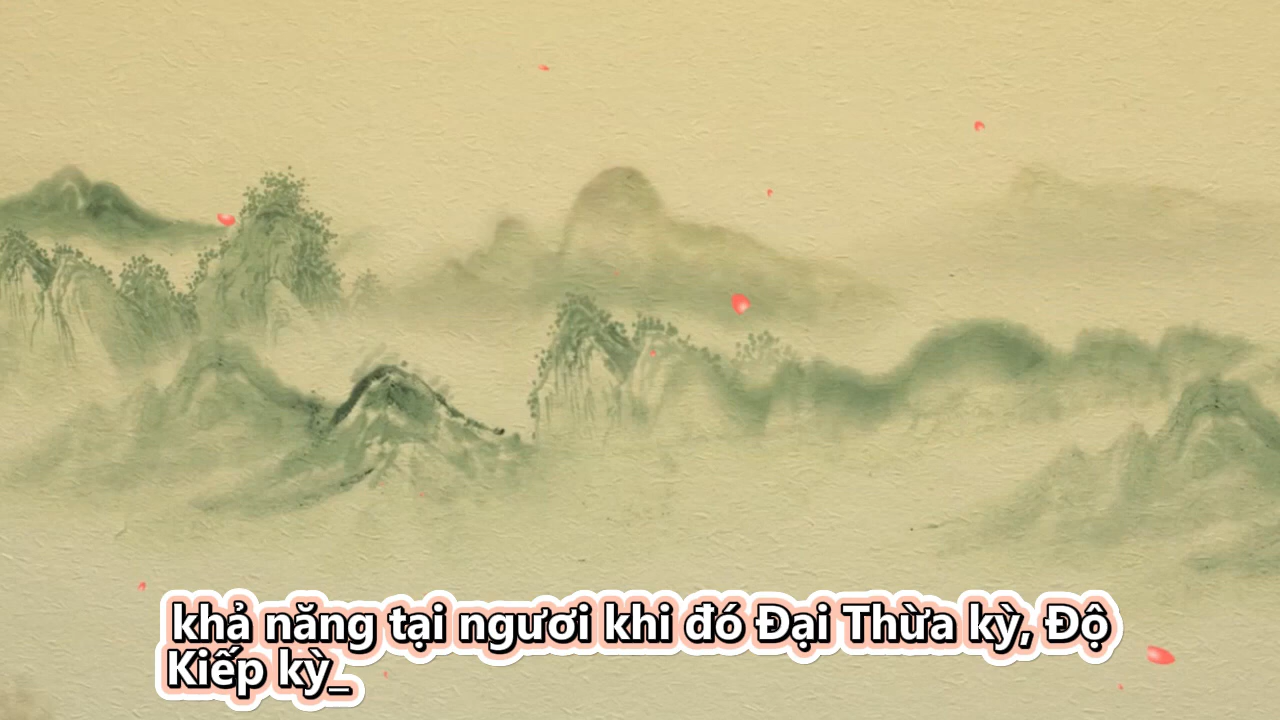 khả năng tại ngươi khi đó Đại Thừa kỳ, Độ
Kiếp kỳ_